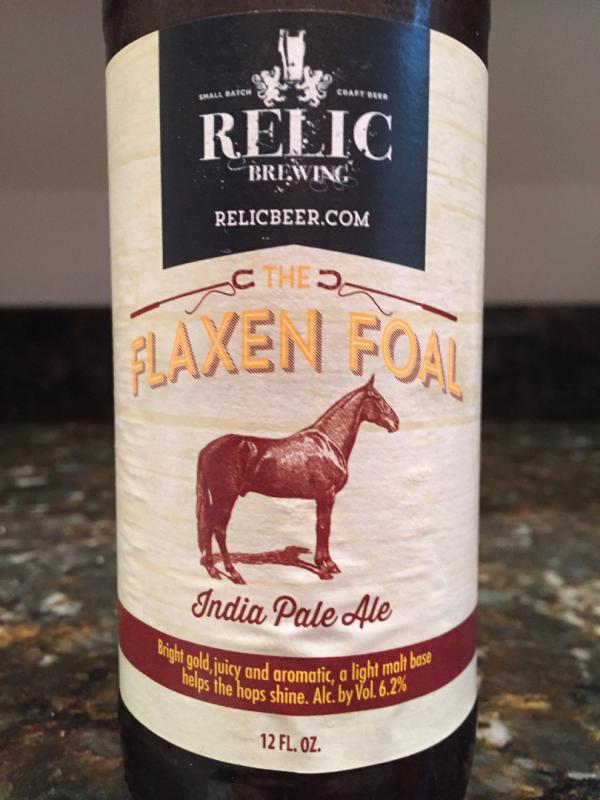 SMALL BATCH CRAFT BEER
RELIC
BREWING
RELICBEER.COM
THE
FLAXEN FOAL
India Pale Ale
Bright gold, juicy and aromatic, a light malt base
helps the hops shine. Alc. by Vol. 6.2%
12 FL. OZ.